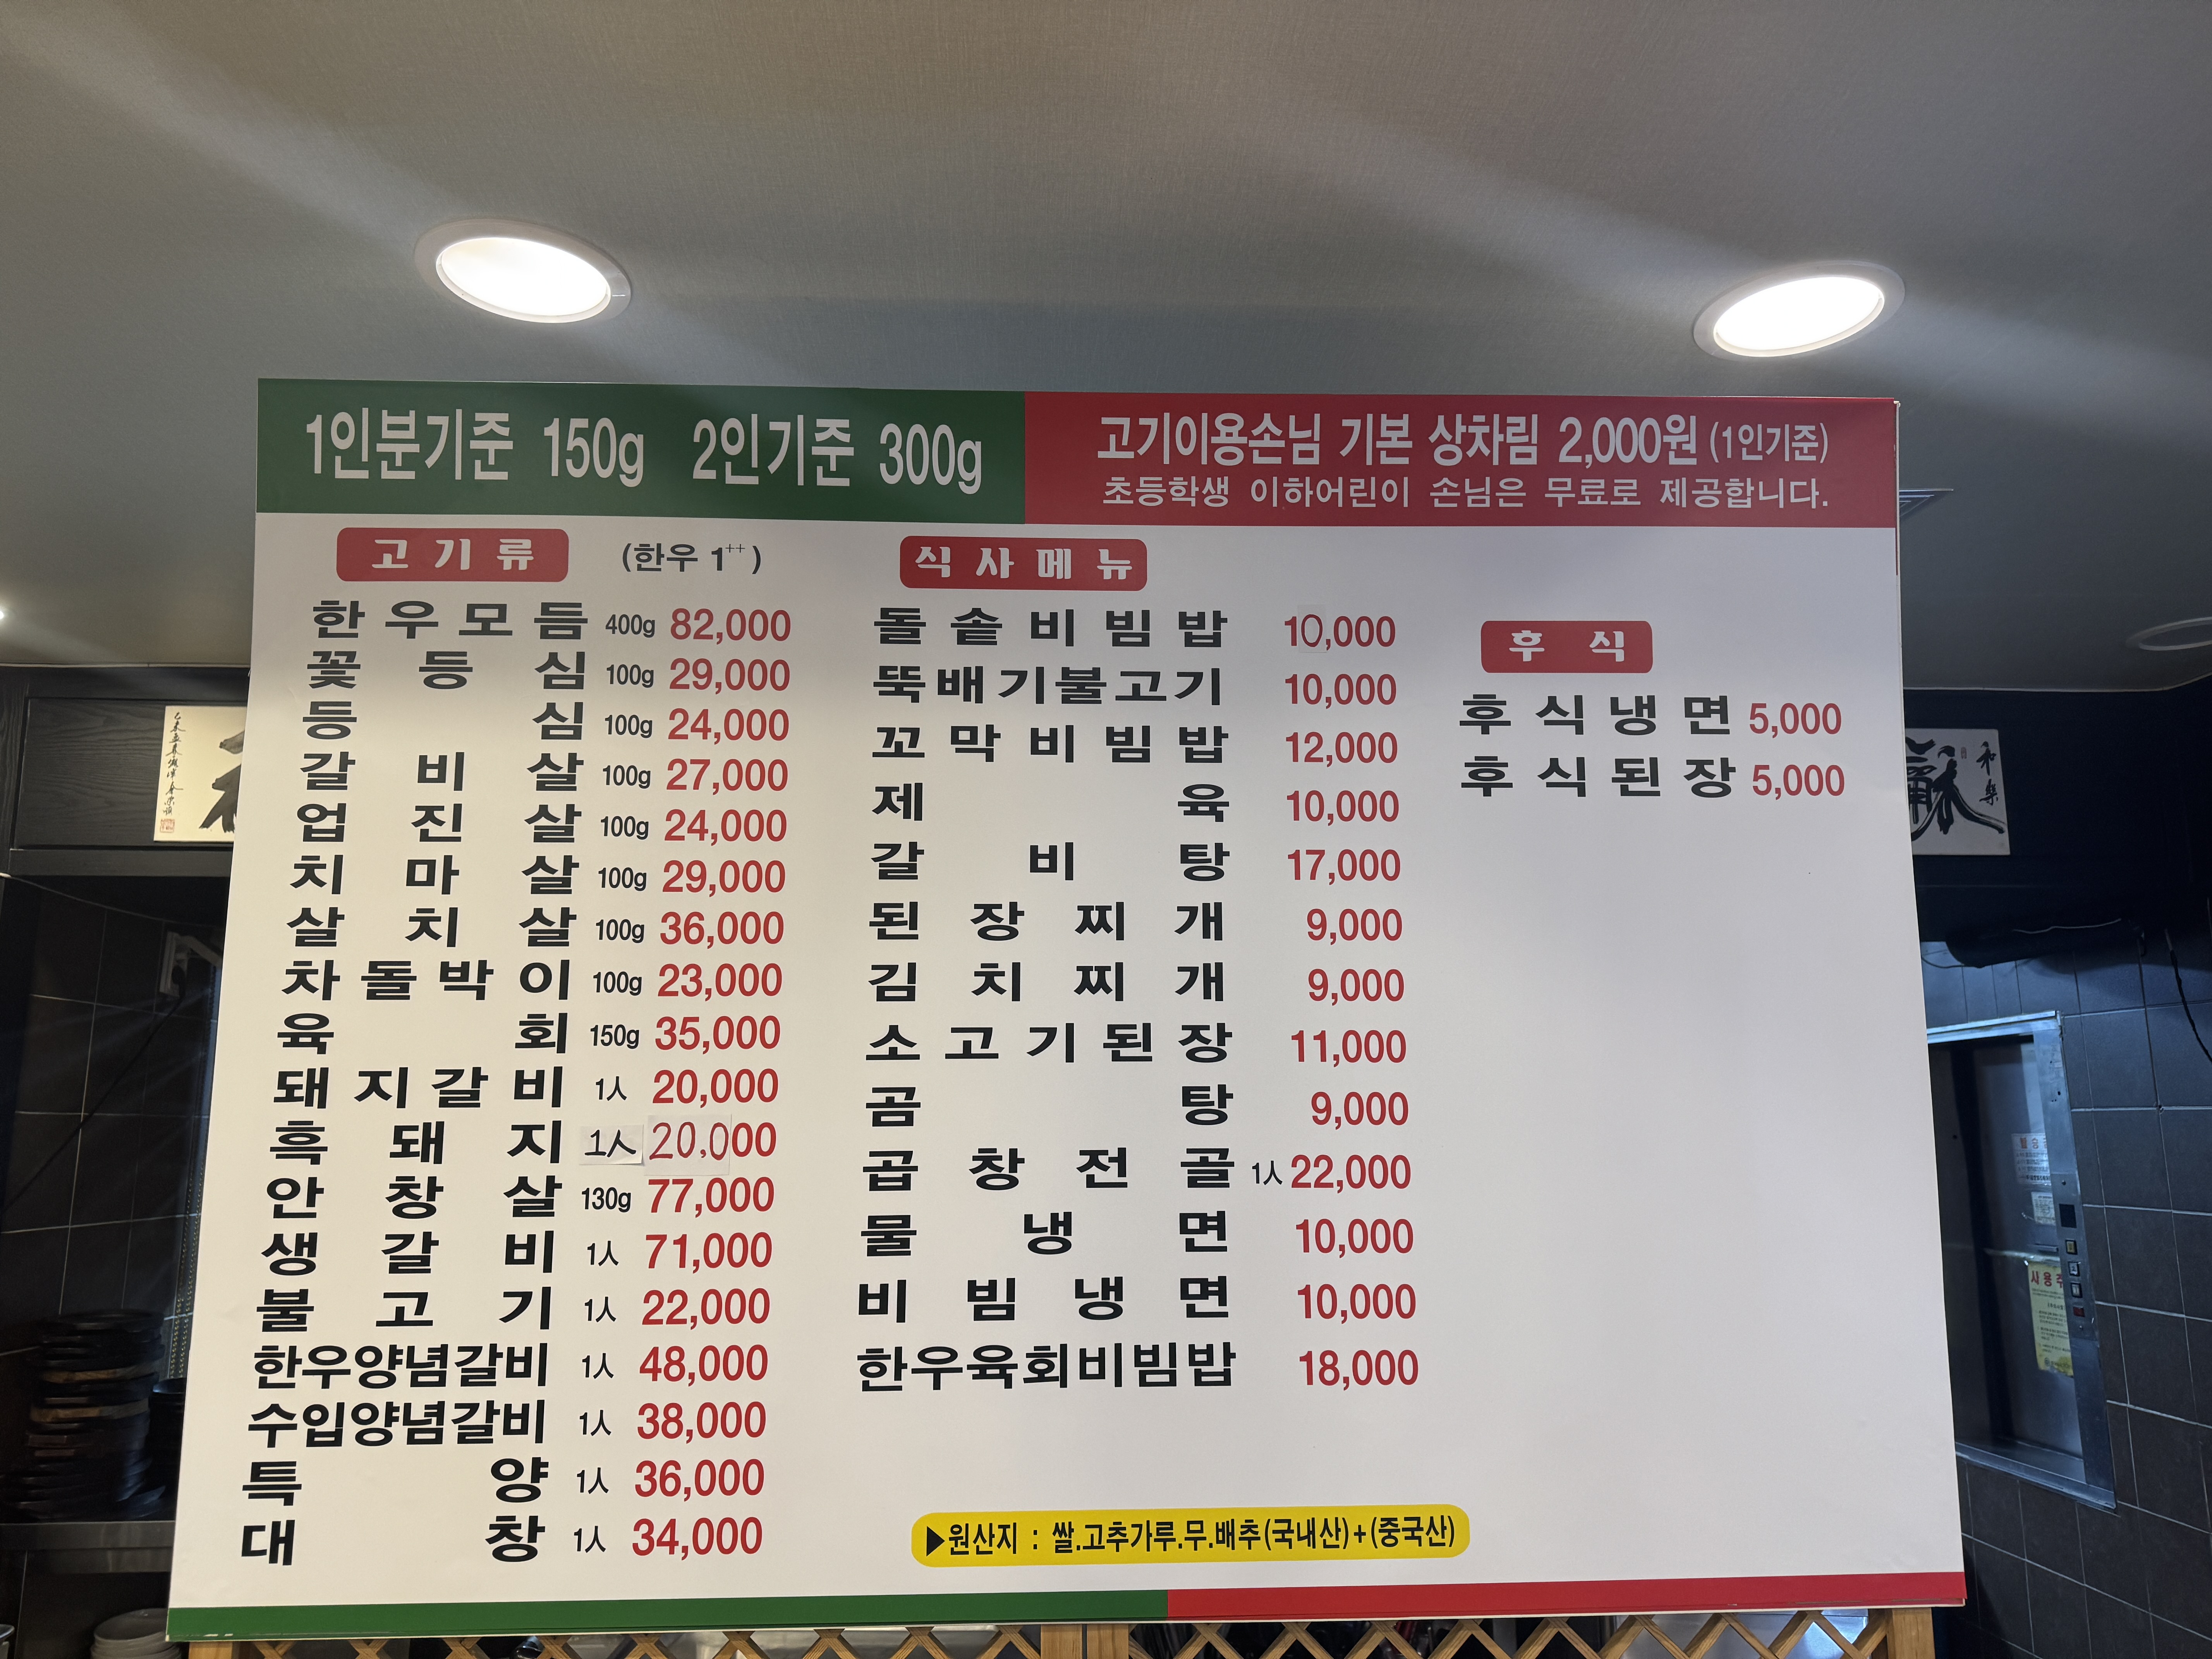 1인분기준 150g 2인기준 300g
고기이용손님 기본 상차림 2,000원 (1인기준)
초등학생 이하어린이 손님은 무료로 제공합니다.
고기류 (한우 1++)
한우모듬 400g 82,000
꽃등심 100g 29,000
등심 100g 24,000
갈비살 100g 27,000
업진살 100g 24,000
치마살 100g 29,000
살치살 100g 36,000
차돌박이 100g 23,000
육회 150g 35,000
돼지갈비 1人 20,000
흑돼지 1人 20,000
안창살 130g 77,000
생갈비 1人 71,000
불고기 1人 22,000
한우양념갈비 1人 48,000
수입양념갈비 1人 38,000
특양 1人 36,000
대창 1人 34,000
식사메뉴
돌솥비빔밥 10,000
뚝배기불고기 10,000
꼬막비빔밥 12,000
제육 10,000
갈비탕 17,000
된장찌개 9,000
김치찌개 9,000
소고기된장 11,000
곰탕 9,000
곱창전골 1人 22,000
물냉면 10,000
비빔냉면 10,000
한우육회비빔밥 18,000
후식
후식냉면 5,000
후식된장 5,000
▶원산지 : 쌀.고추가루.무.배추(국내산)+(중국산)
和樂
사용주